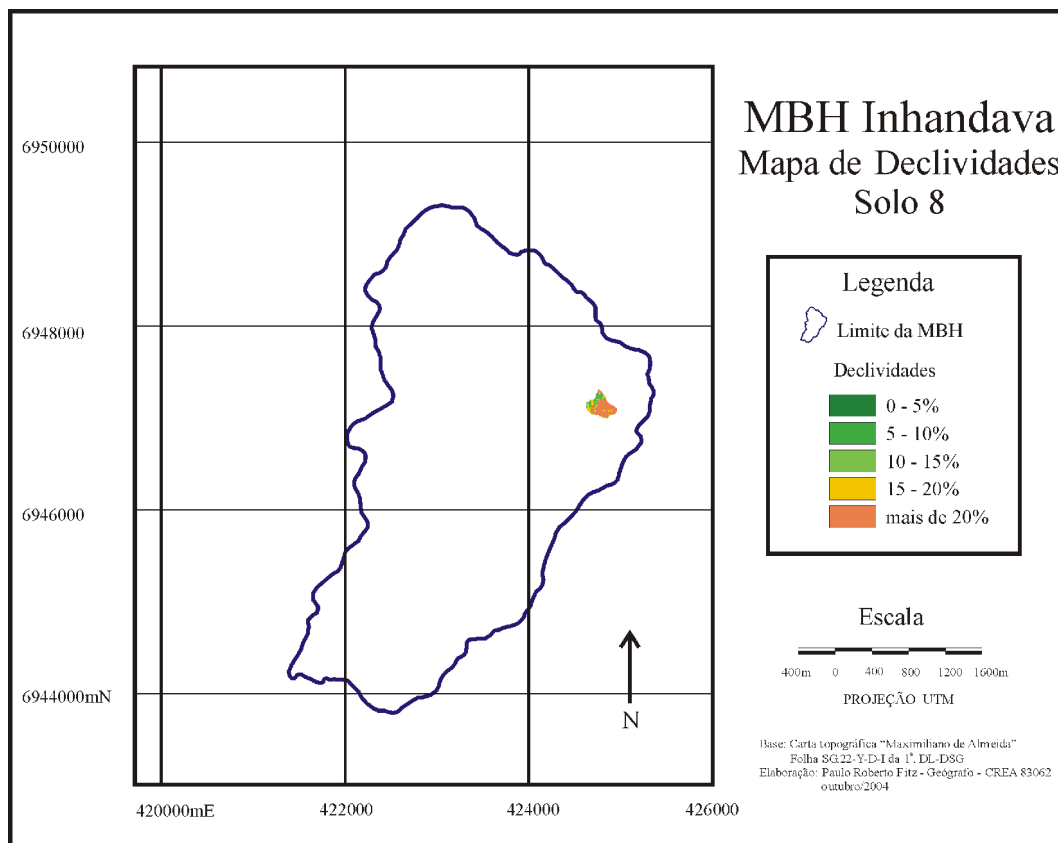 MBH Inhandava
Mapa de Declividades
Solo 8
6950000
6948000
6946000
6944000mN
420000mE
422000
424000
426000
N
Legenda
Limite da MBH
Declividades
0 - 5%
5 - 10%
10 - 15%
15 - 20%
mais de 20%
Escala
400m 0 400 800 1200 1600m
PROJEÇÃO UTM
Base: Carta topográfica “Maximiliano de Almeida”
Folha SG.22-Y-D-I da 1ª. DL-DSG
Elaboração: Paulo Roberto Fitz - Geógrafo - CREA 83062
outubro/2004